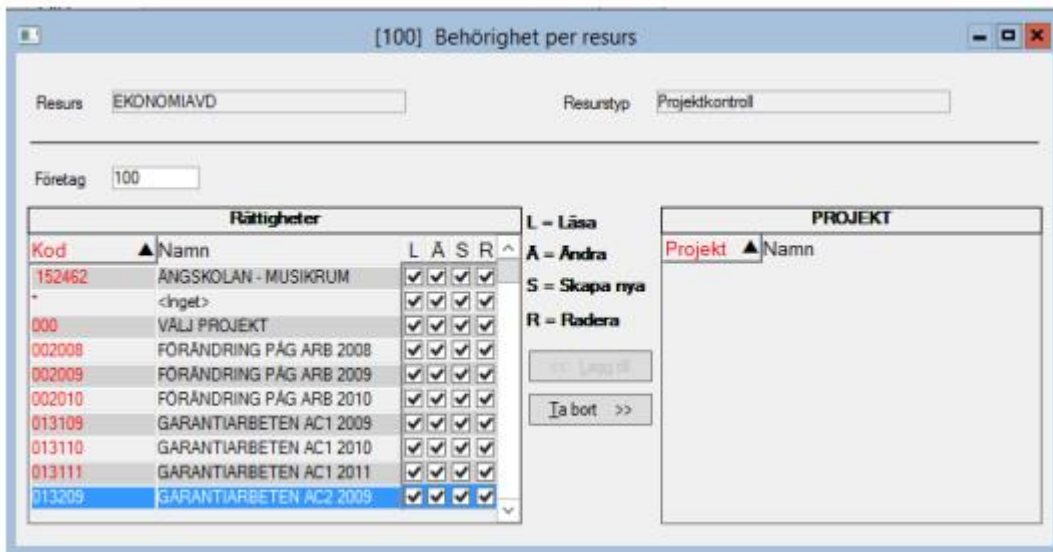 [100] Behörighet per resurs
Resurs EKONOMIAVD Resurstyp Projektkontroll
Företag 100
Rättigheter
Kod Namn L Ä S R
152462 ÄNGSKOLAN - MUSIKRUM
* <Inget>
000 VÄLJ PROJEKT
002008 FÖRÄNDRING PÅG ARB 2008
002009 FÖRÄNDRING PÅG ARB 2009
002010 FÖRÄNDRING PÅG ARB 2010
013109 GARANTIARBETEN AC1 2009
013110 GARANTIARBETEN AC1 2010
013111 GARANTIARBETEN AC1 2011
013209 GARANTIARBETEN AC2 2009
L = Läsa
Ä = Ändra
S = Skapa nya
R = Radera
<< Lägg till
Ta bort >>
PROJEKT
Projekt Namn